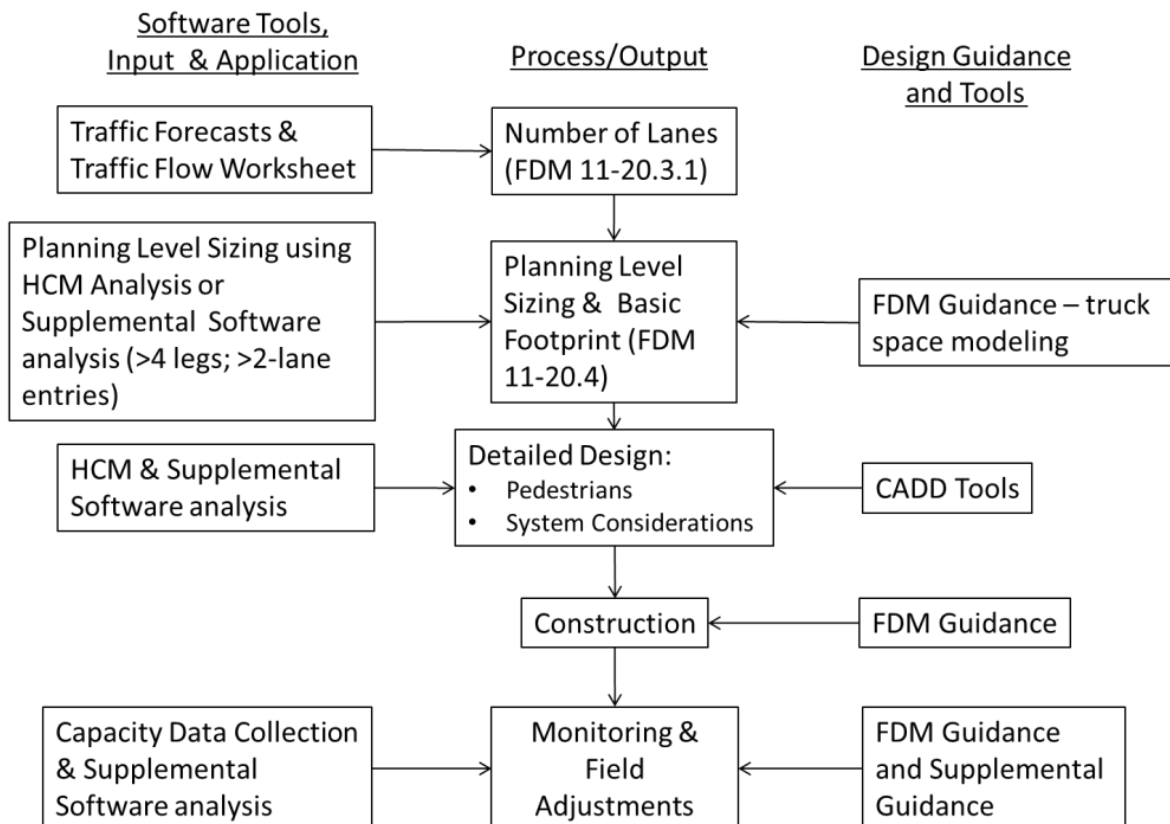 Software Tools,
Input & Application
Process/Output
Design Guidance
and Tools
Traffic Forecasts &
Traffic Flow Worksheet
Number of Lanes
(FDM 11-20.3.1)
Planning Level Sizing using
HCM Analysis or
Supplemental Software
analysis (>4 legs; >2-lane
entries)
Planning Level
Sizing & Basic
Footprint (FDM
11-20.4)
FDM Guidance – truck
space modeling
HCM & Supplemental
Software analysis
Detailed Design:
• Pedestrians
• System Considerations
CADD Tools
Construction
FDM Guidance
Capacity Data Collection
& Supplemental
Software analysis
Monitoring &
Field
Adjustments
FDM Guidance
and Supplemental
Guidance